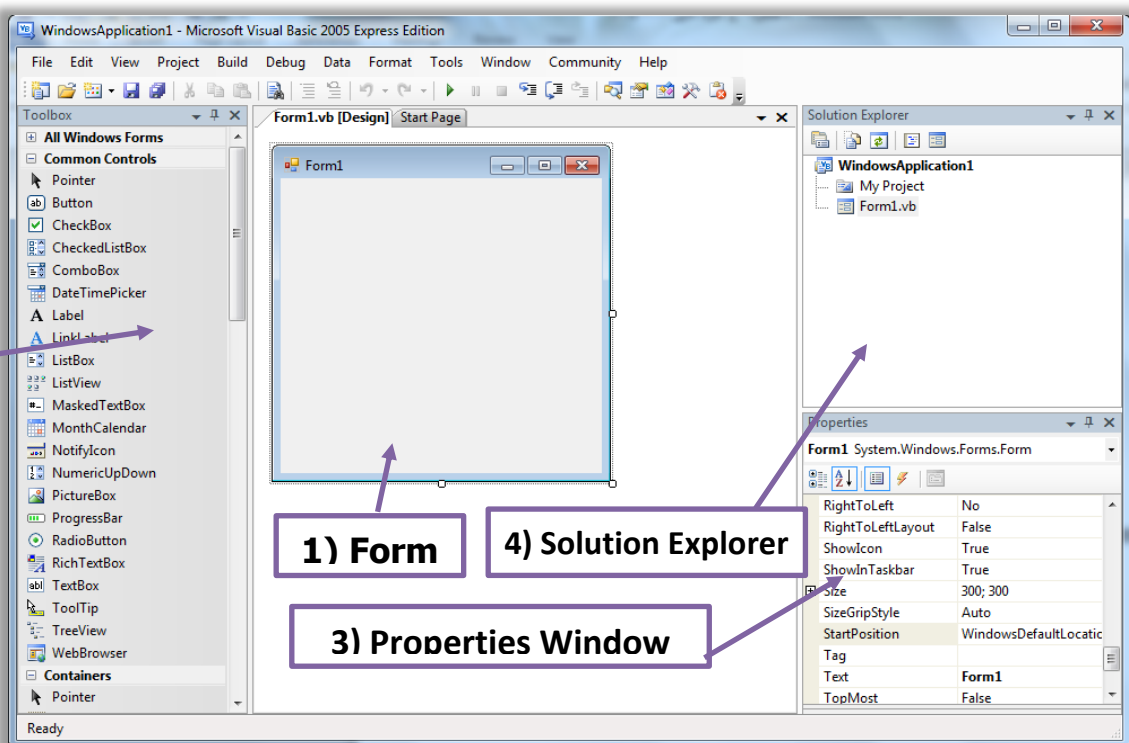 WindowsApplication1 - Microsoft Visual Basic 2005 Express Edition
File Edit View Project Build Debug Data Format Tools Window Community Help
Toolbox
All Windows Forms
Common Controls
Pointer
Button
CheckBox
CheckedListBox
ComboBox
DateTimePicker
A Label
A LinkLabel
ListBox
ListView
MaskedTextBox
MonthCalendar
NotifyIcon
NumericUpDown
PictureBox
ProgressBar
RadioButton
RichTextBox
TextBox
ToolTip
TreeView
WebBrowser
Containers
Pointer
Form1.vb [Design] Start Page
Form1
1) Form
4) Solution Explorer
3) Properties Window
Solution Explorer
WindowsApplication1
My Project
Form1.vb
Properties
Form1 System.Windows.Forms.Form
RightToLeft No
RightToLeftLayout False
ShowIcon True
ShowInTaskbar True
Size 300; 300
SizeGripStyle Auto
StartPosition WindowsDefaultLocatic
Tag
Text Form1
TopMost False
Ready